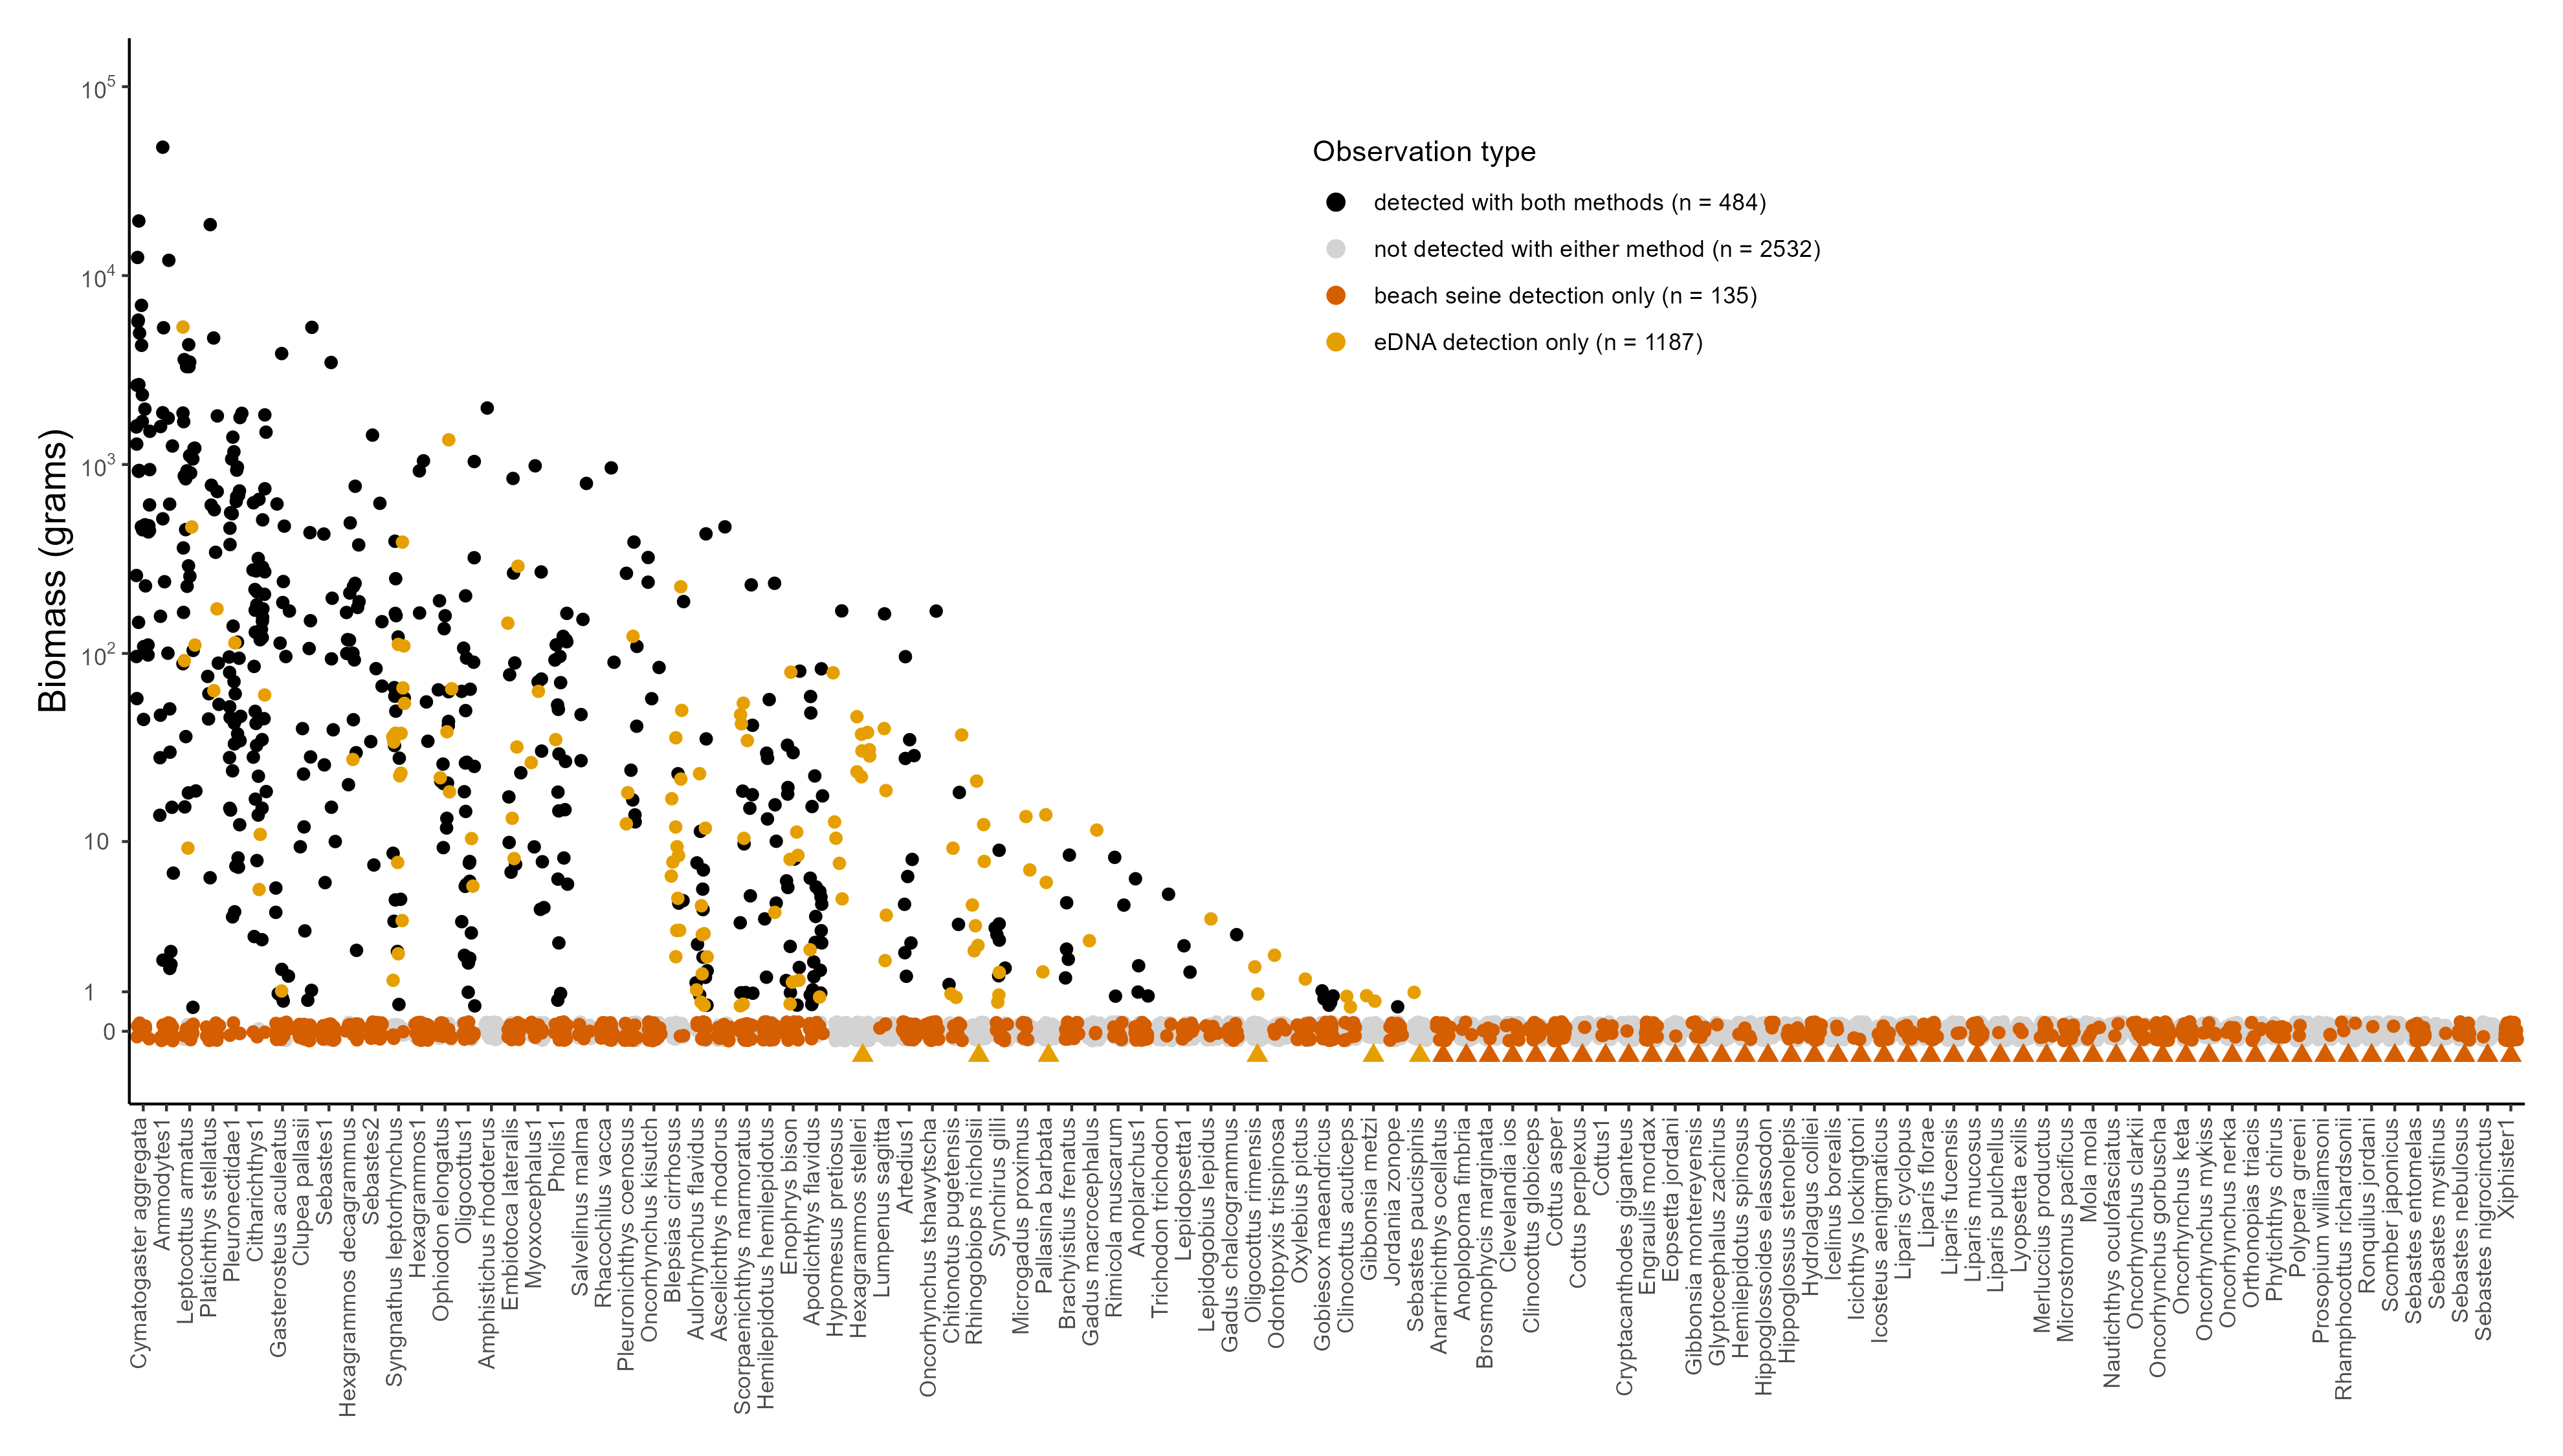 Biomass (grams)
10⁵
10⁴
10³
10²
10
1
0
Observation type
detected with both methods (n = 484)
not detected with either method (n = 2532)
beach seine detection only (n = 135)
eDNA detection only (n = 1187)
Cymatogaster aggregata
Ammodytes1
Leptocottus armatus
Platichthys stellatus
Pleuronectidae1
Citharichthys1
Gasterosteus aculeatus
Clupea pallasii
Sebastes1
Hexagrammos decagrammus
Sebastes2
Syngnathus leptorhynchus
Hexagrammos1
Ophiodon elongatus
Oligocottus1
Amphistichus rhodoterus
Embiotoca lateralis
Myoxocephalus1
Pholis1
Salvelinus malma
Rhacochilus vacca
Pleuronichthys coenosus
Oncorhynchus kisutch
Blepsias cirrhosus
Aulorhynchus flavidus
Ascelichthys rhodorus
Scorpaenichthys marmoratus
Hemilepidotus hemilepidotus
Enophrys bison
Apodichthys flavidus
Hypomesus pretiosus
Hexagrammos stelleri
Lumpenus sagitta
Artedius1
Oncorhynchus tshawytscha
Chitonotus pugetensis
Rhinogobiops nicholsii
Synchirus gilli
Microgadus proximus
Pallasina barbata
Brachyistius frenatus
Gadus macrocephalus
Rimicola muscarum
Anoplarchus1
Trichodon trichodon
Lepidopsetta1
Lepidogobius lepidus
Gadus chalcogrammus
Oligocottus rimensis
Odontopyxis trispinosa
Oxylebius pictus
Gobiesox maeandricus
Clinocottus acuticeps
Gibbonsia metzi
Jordania zonope
Sebastes paucispinis
Anarrhichthys ocellatus
Anoplopoma fimbria
Brosmophycis marginata
Clevelandia ios
Clinocottus globiceps
Cottus asper
Cottus perplexus
Cottus1
Cryptacanthodes giganteus
Engraulis mordax
Eopsetta jordani
Gibbonsia montereyensis
Glyptocephalus zachirus
Hemilepidotus spinosus
Hippoglossoides elassodon
Hippoglossus stenolepis
Hydrolagus colliei
Icelinus borealis
Icichthys lockingtoni
Icosteus aenigmaticus
Liparis cyclopus
Liparis florae
Liparis fucensis
Liparis mucosus
Liparis pulchellus
Lyopsetta exilis
Merluccius productus
Microstomus pacificus
Mola mola
Nautichthys oculofasciatus
Oncorhynchus clarkii
Oncorhynchus gorbuscha
Oncorhynchus keta
Oncorhynchus mykiss
Oncorhynchus nerka
Orthonopias triacis
Phytichthys chirus
Polypera greeni
Prosopium williamsoni
Rhamphocottus richardsonii
Ronquilus jordani
Scomber japonicus
Sebastes entomelas
Sebastes mystinus
Sebastes nebulosus
Sebastes nigrocinctus
Xiphister1